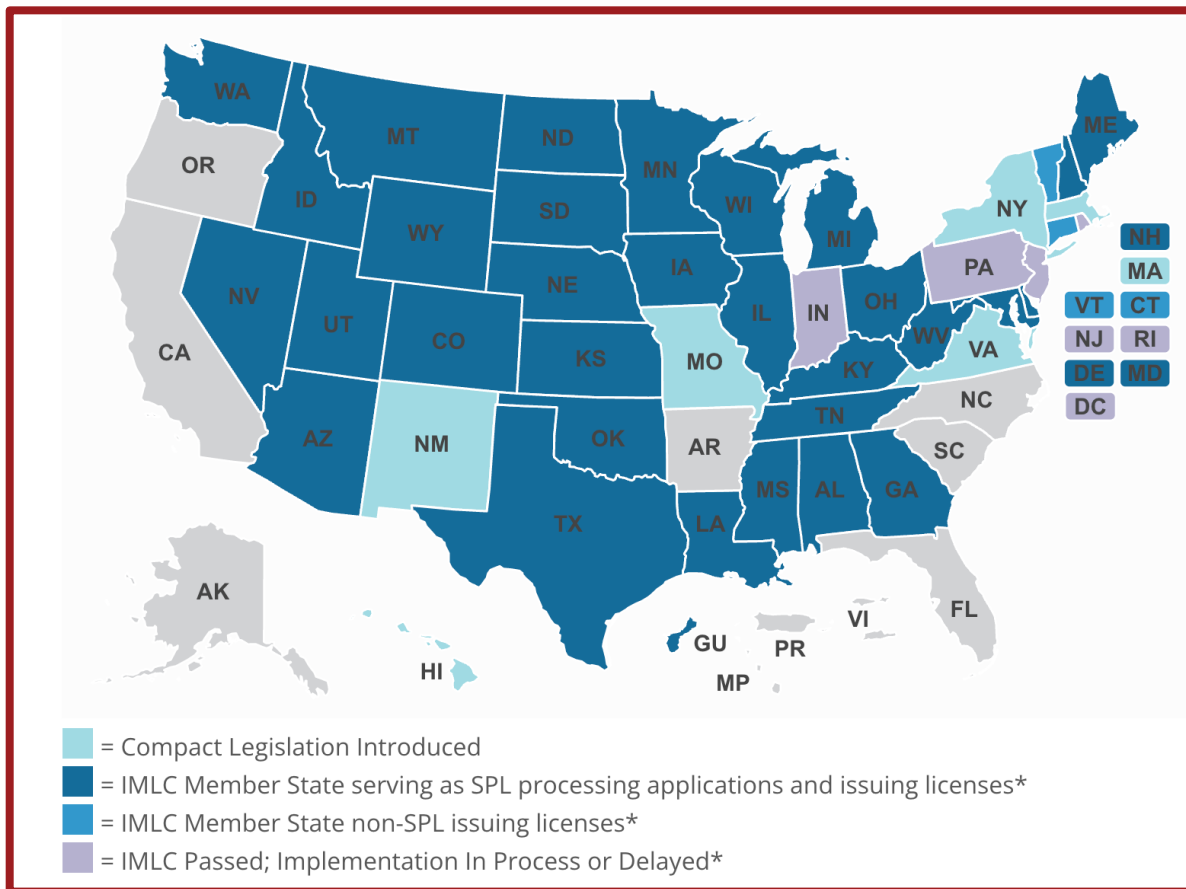 WA
MT
ND
MN
ME
OR
ID
SD
WI
NY
WY
MI
NH
IA
PA
MA
NV
NE
IL
IN
OH
VT CT
UT
CO
WV
NJ RI
CA
KS
MO
KY
VA
DE MD
NC
DC
AZ
NM
OK
AR
TN
SC
MS
AL
GA
TX
LA
AK
FL
VI
HI
GU
PR
MP
= Compact Legislation Introduced
= IMLC Member State serving as SPL processing applications and issuing licenses*
= IMLC Member State non-SPL issuing licenses*
= IMLC Passed; Implementation In Process or Delayed*